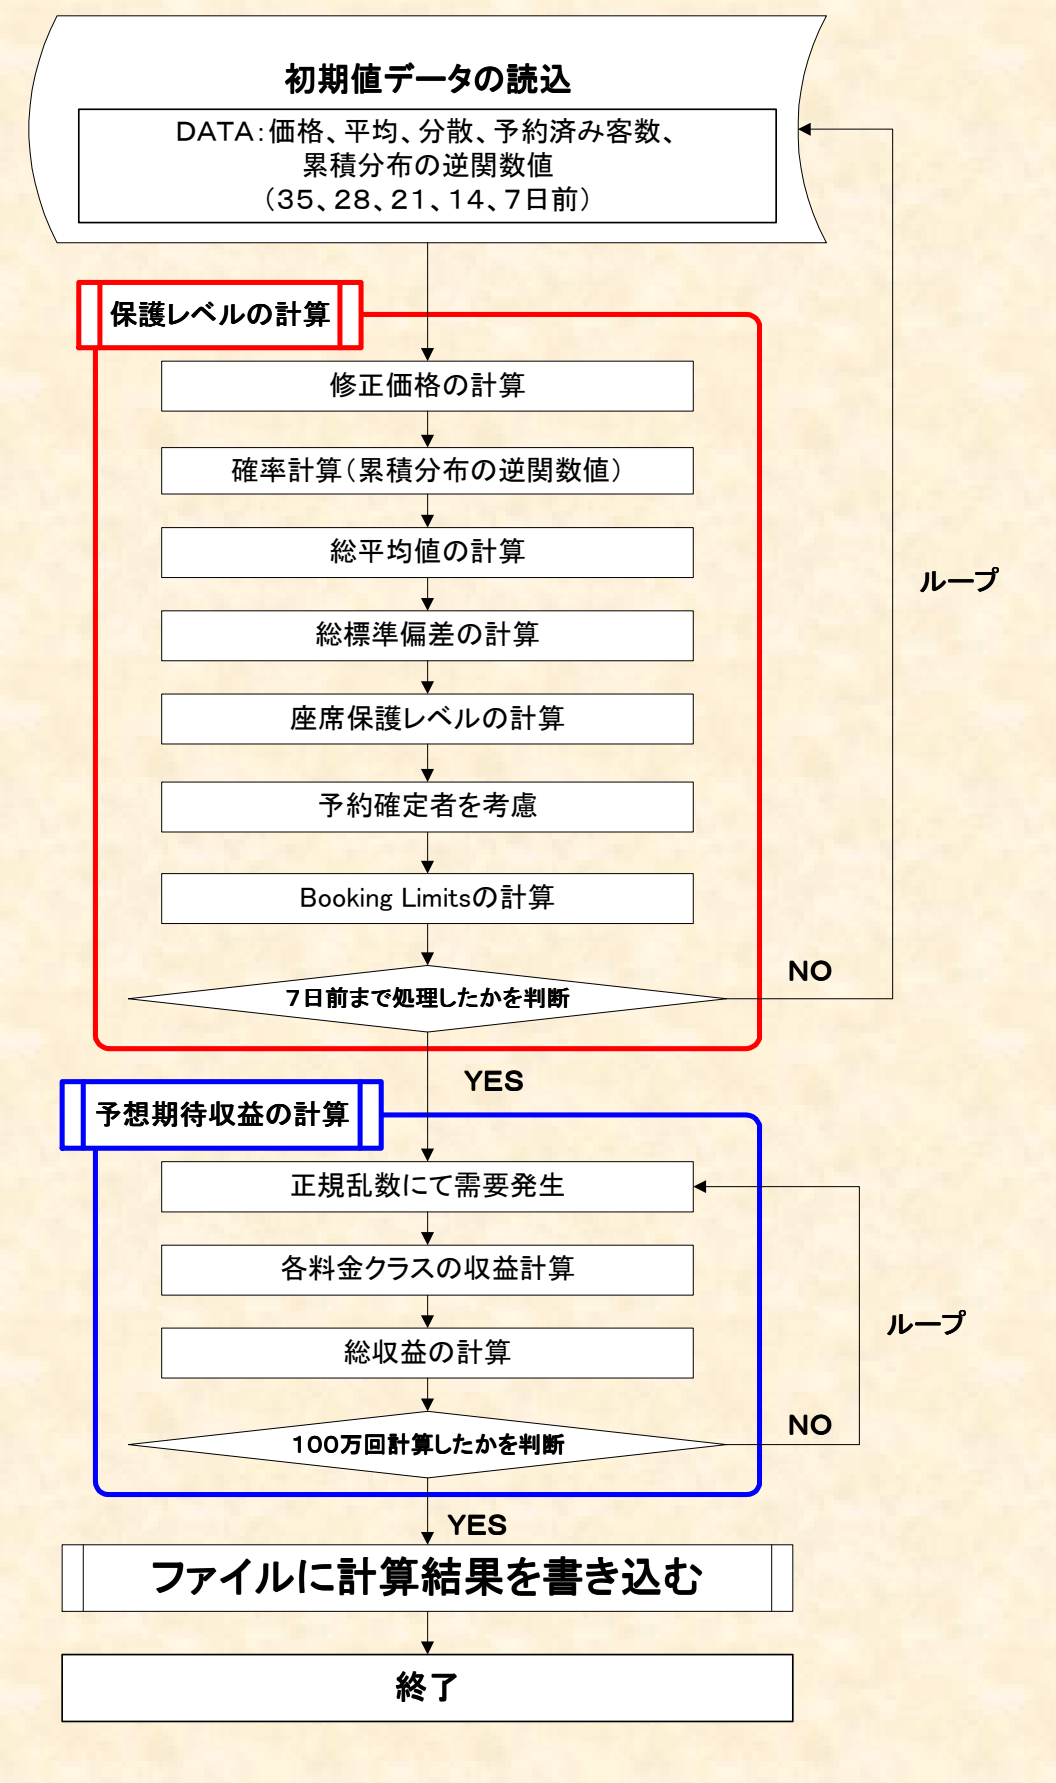 初期値データの読込
DATA：価格、平均、分散、予約済み客数、
累積分布の逆関数値
（35、28、21、14、7日前）
保護レベルの計算
修正価格の計算
確率計算（累積分布の逆関数値）
総平均値の計算
ループ
総標準偏差の計算
座席保護レベルの計算
予約確定者を考慮
Booking Limitsの計算
NO
7日前まで処理したかを判断
YES
予想期待収益の計算
正規乱数にて需要発生
各料金クラスの収益計算
ループ
総収益の計算
NO
100万回計算したかを判断
YES
ファイルに計算結果を書き込む
終了